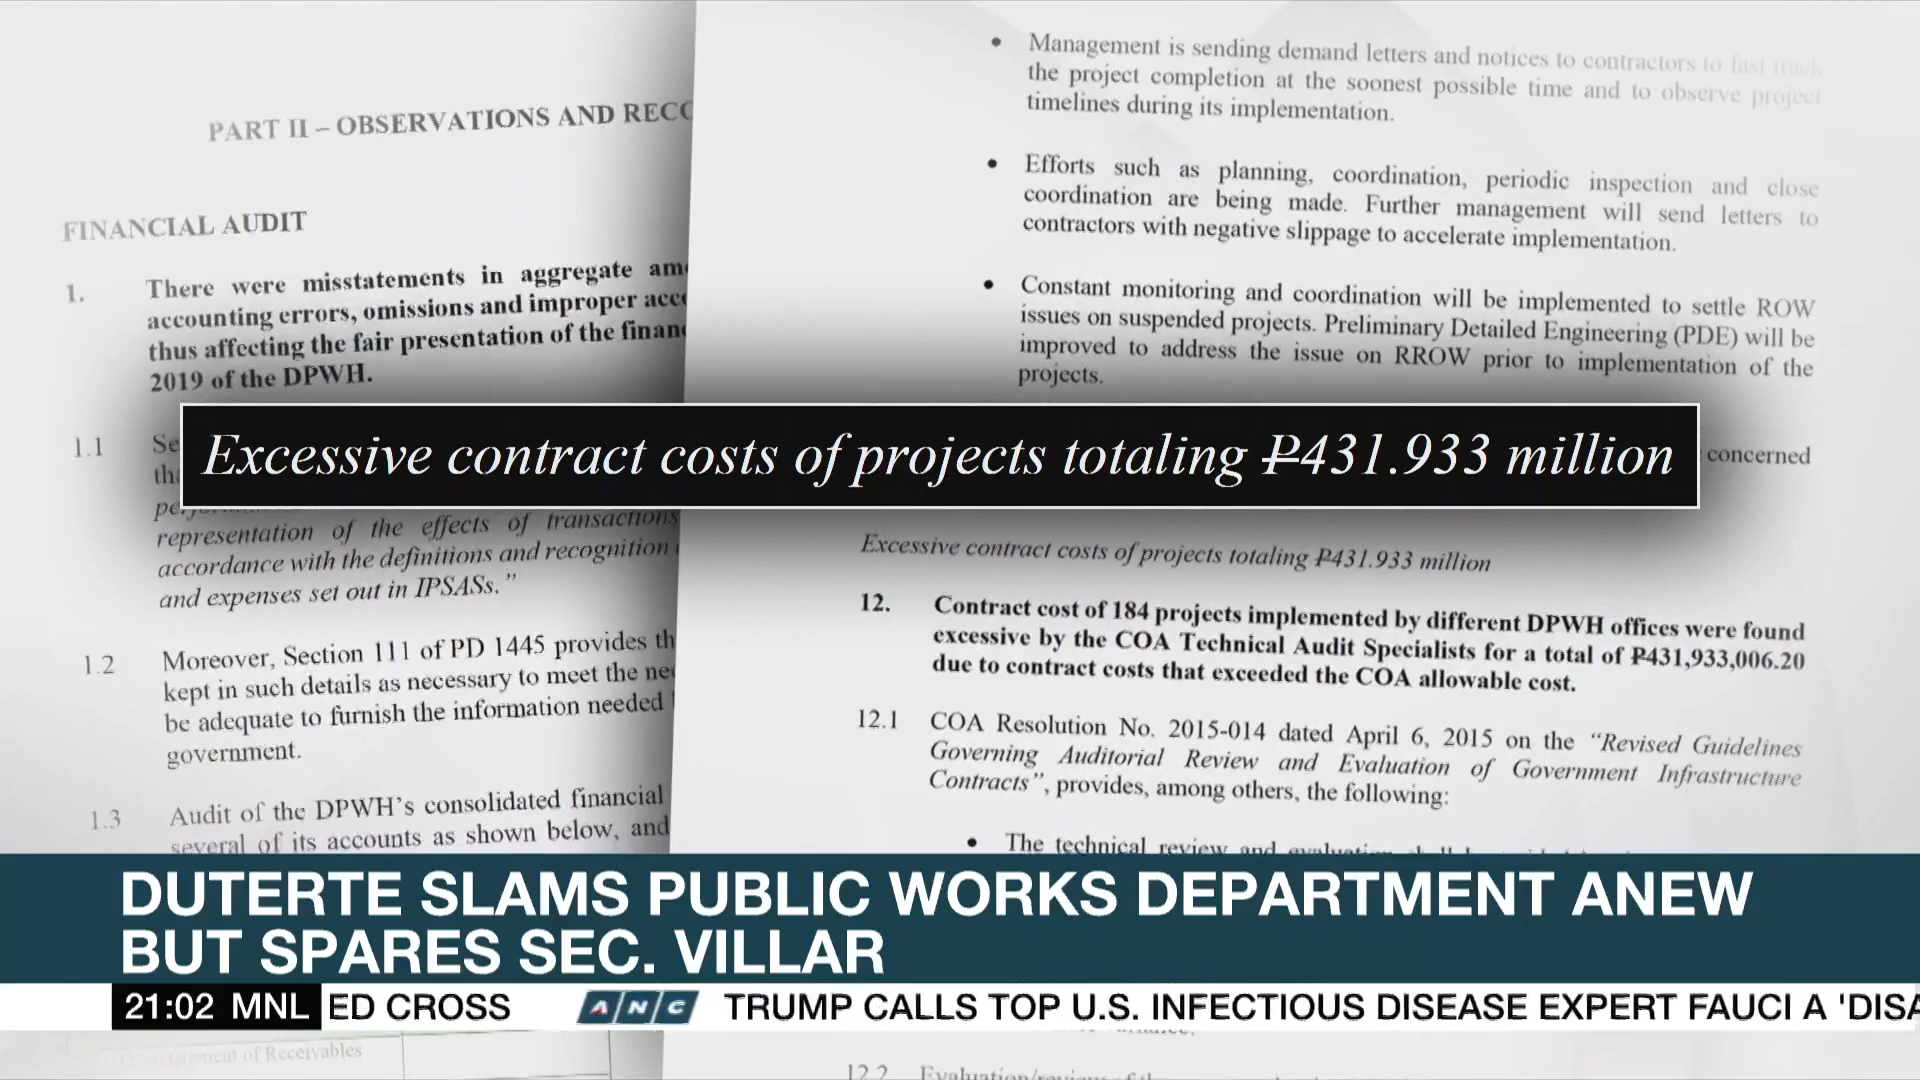 PART II – OBSERVATIONS AND RECO
FINANCIAL AUDIT
1. There were misstatements in aggregate am
accounting errors, omissions and improper acc
thus affecting the fair presentation of the financ
2019 of the DPWH.
1.1 Se
tha
representation of the effects of transactions
accordance with the definitions and recognition
and expenses set out in IPSASs.”
1.2 Moreover, Section 111 of PD 1445 provides th
kept in such details as necessary to meet the ne
be adequate to furnish the information needed
government.
1.3 Audit of the DPWH’s consolidated financial
several of its accounts as shown below, and
• Management is sending demand letters and notices to contractors to fast track
the project completion at the soonest possible time and to observe project
timelines during its implementation.
• Efforts such as planning, coordination, periodic inspection and close
coordination are being made. Further management will send letters to
contractors with negative slippage to accelerate implementation.
• Constant monitoring and coordination will be implemented to settle ROW
issues on suspended projects. Preliminary Detailed Engineering (PDE) will be
improved to address the issue on RROW prior to implementation of the
projects.
concerned
Excessive contract costs of projects totaling ₱431.933 million
Excessive contract costs of projects totaling ₱431.933 million
12. Contract cost of 184 projects implemented by different DPWH offices were found
excessive by the COA Technical Audit Specialists for a total of ₱431,933,006.20
due to contract costs that exceeded the COA allowable cost.
12.1 COA Resolution No. 2015-014 dated April 6, 2015 on the “Revised Guidelines
Governing Auditorial Review and Evaluation of Government Infrastructure
Contracts”, provides, among others, the following:
• The technical review and
DUTERTE SLAMS PUBLIC WORKS DEPARTMENT ANEW
BUT SPARES SEC. VILLAR
21:02 MNL ED CROSS ANC TRUMP CALLS TOP U.S. INFECTIOUS DISEASE EXPERT FAUCI A 'DISA
of Receivables
12.2